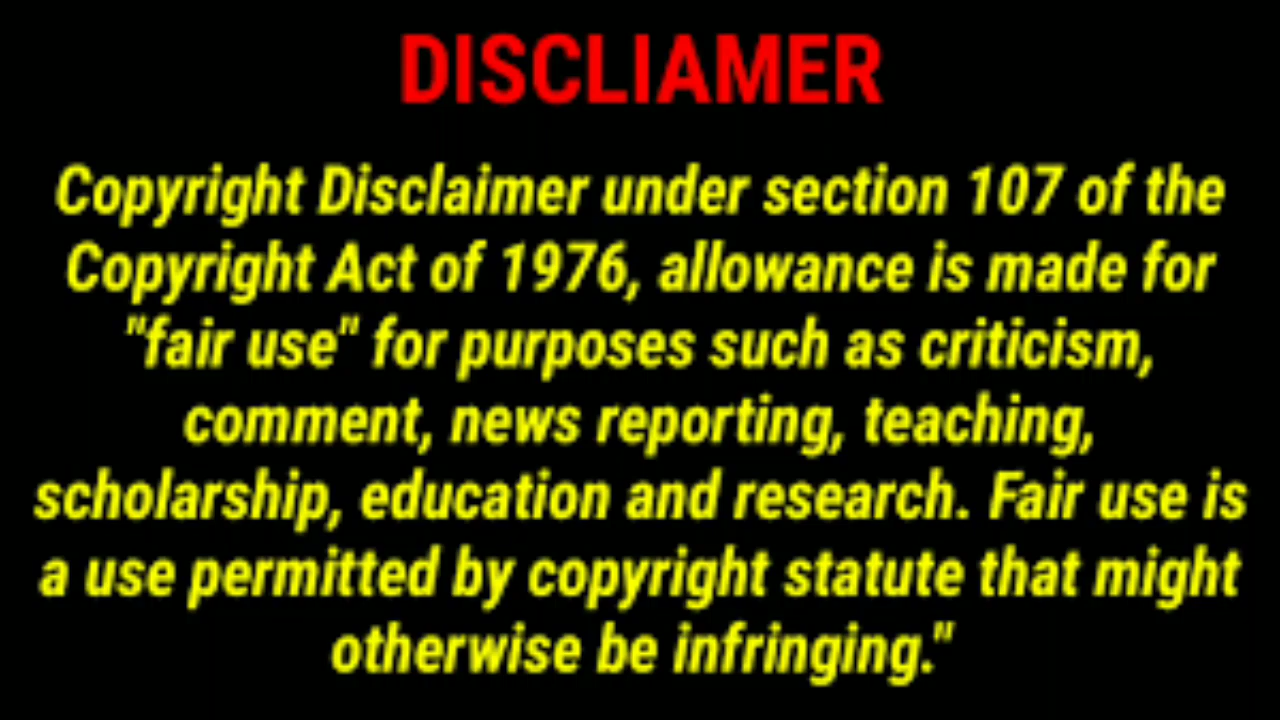 DISCLIAMER
Copyright Disclaimer under section 107 of the
Copyright Act of 1976, allowance is made for
"fair use" for purposes such as criticism,
comment, news reporting, teaching,
scholarship, education and research. Fair use is
a use permitted by copyright statute that might
otherwise be infringing."